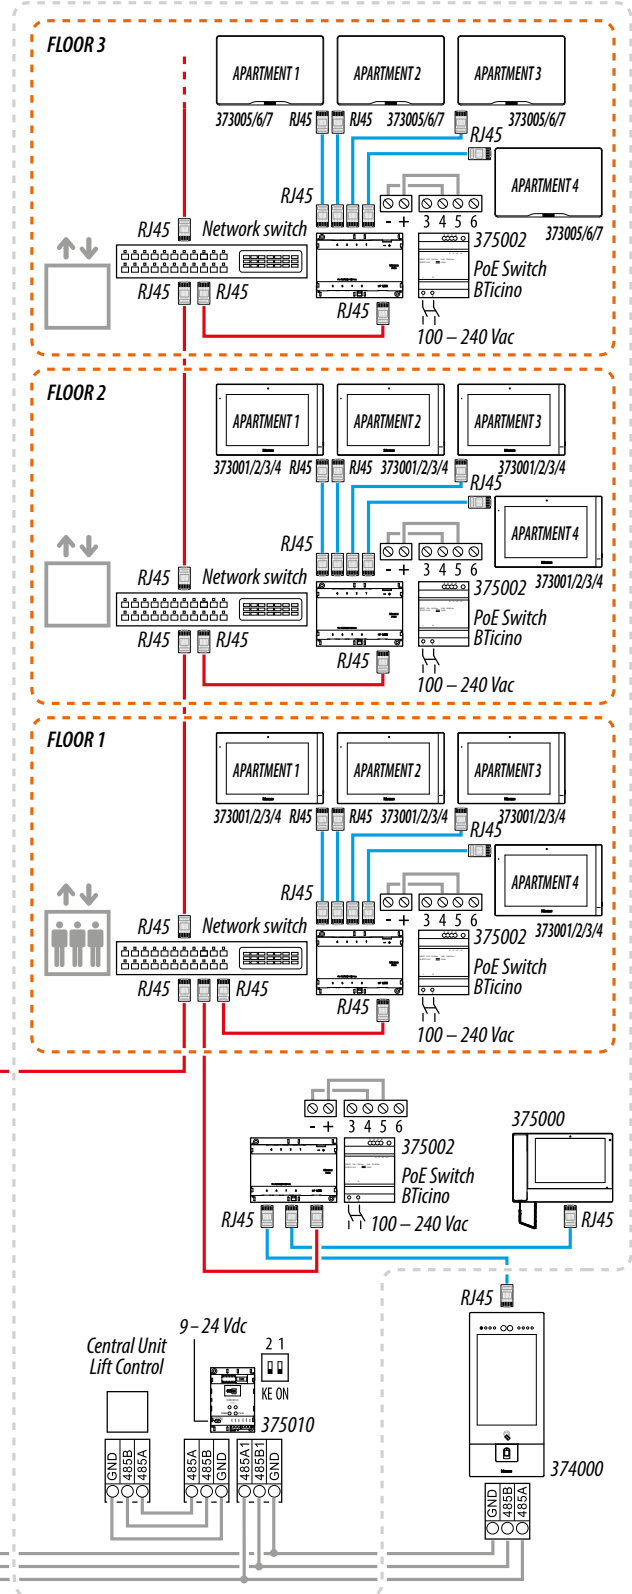 FLOOR 3
APARTMENT 1
APARTMENT 2
APARTMENT 3
373005/6/7 RJ45 RJ45 373005/6/7 373005/6/7
RJ45
APARTMENT 4
RJ45
- + 3 4 5 6
373005/6/7
RJ45 Network switch
375002
PoE Switch
BTicino
RJ45 RJ45
RJ45
100 – 240 Vac
FLOOR 2
APARTMENT 1
APARTMENT 2
APARTMENT 3
373001/2/3/4 RJ45 RJ45 373001/2/3/4 373001/2/3/4
RJ45
APARTMENT 4
RJ45
- + 3 4 5 6
373001/2/3/4
RJ45 Network switch
375002
PoE Switch
BTicino
RJ45 RJ45
RJ45
100 – 240 Vac
FLOOR 1
APARTMENT 1
APARTMENT 2
APARTMENT 3
373001/2/3/4 RJ45 RJ45 373001/2/3/4 373001/2/3/4
RJ45
APARTMENT 4
RJ45
- + 3 4 5 6
373001/2/3/4
RJ45 Network switch
375002
PoE Switch
BTicino
RJ45 RJ45
RJ45
100 – 240 Vac
- + 3 4 5 6
375002
375000
PoE Switch
BTicino
RJ45
100 – 240 Vac
RJ45
RJ45
9 – 24 Vdc
Central Unit
Lift Control
2 1
KE ON
375010
GND
485B
485A
485A
485B
GND
485A1
485B1
GND
374000
GND
485B
485A